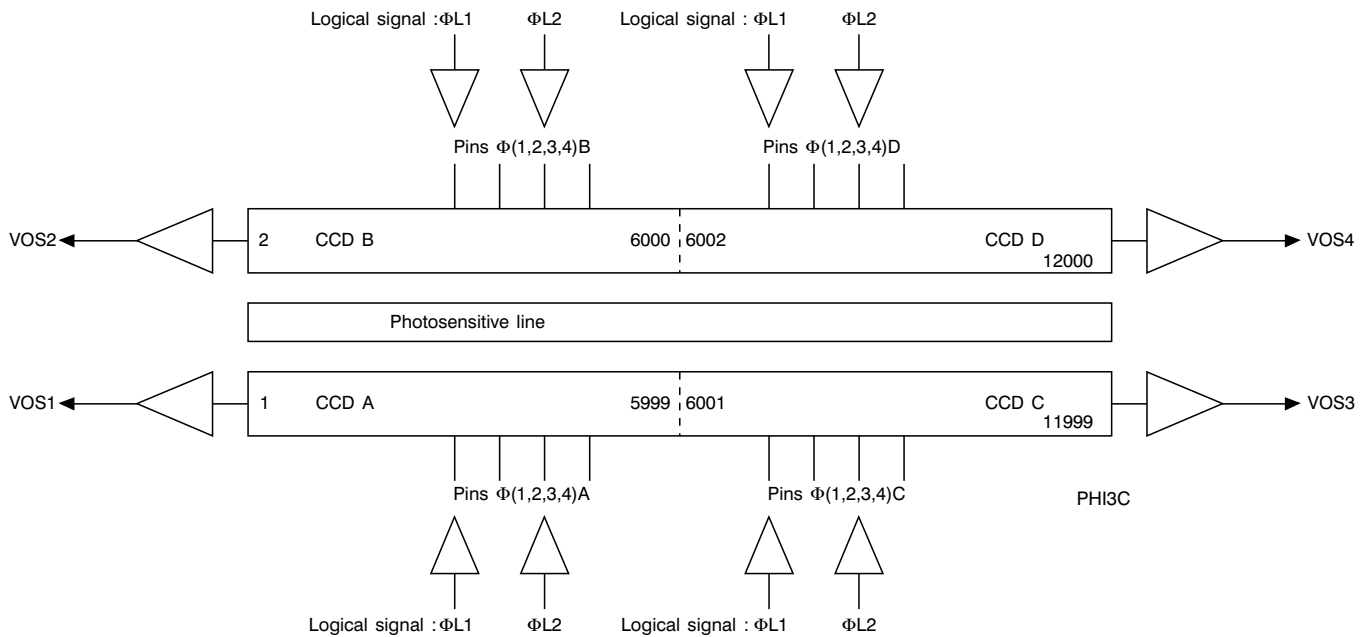 Logical signal : ΦL1 ΦL2 Logical signal : ΦL1 ΦL2
Pins Φ(1,2,3,4)B Pins Φ(1,2,3,4)D
VOS2 2 CCD B 6000 6002 CCD D 12000 VOS4
Photosensitive line
VOS1 1 CCD A 5999 6001 CCD C 11999 VOS3
Pins Φ(1,2,3,4)A Pins Φ(1,2,3,4)C PHI3C
Logical signal : ΦL1 ΦL2 Logical signal : ΦL1 ΦL2